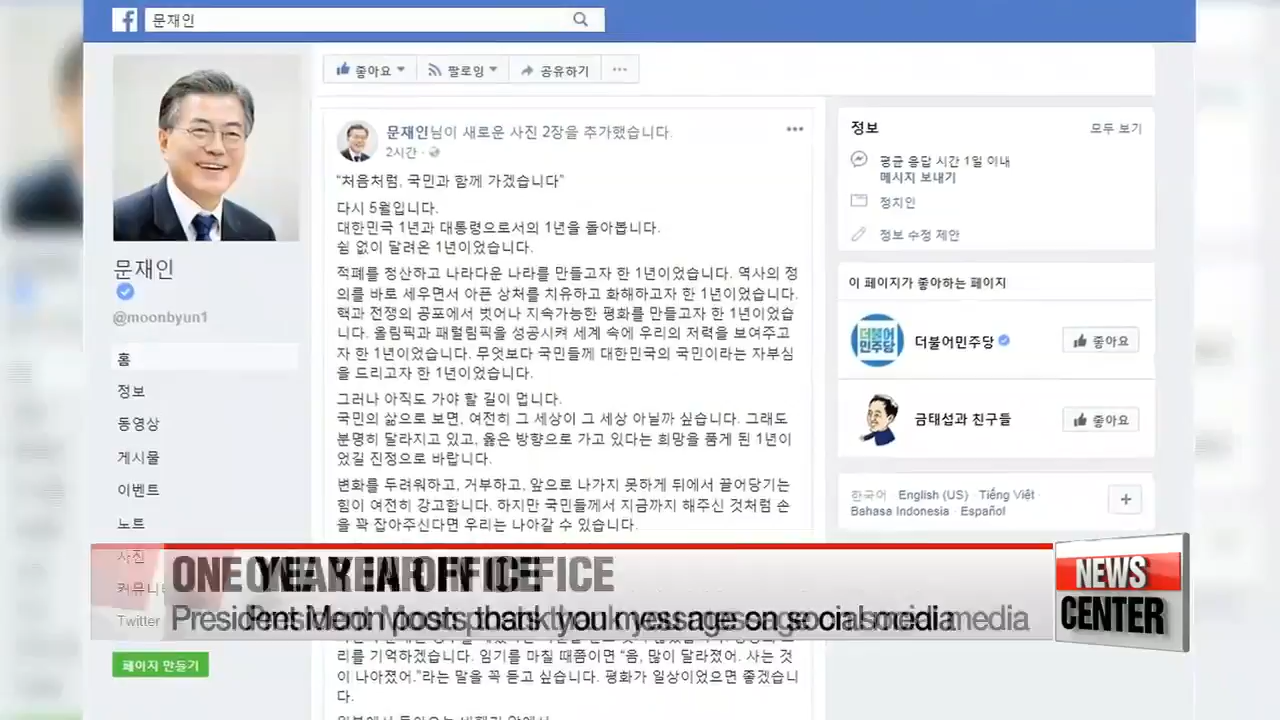 문재인
좋아요
팔로잉
공유하기
문재인
@moonbyun1
홈
정보
동영상
게시물
이벤트
노트
사진
커뮤니티
Twitter
페이지 만들기
문재인님이 새로운 사진 2장을 추가했습니다.
2시간
“처음처럼, 국민과 함께 가겠습니다”
다시 5월입니다.
대한민국 1년과 대통령으로서의 1년을 돌아봅니다.
쉼 없이 달려온 1년이었습니다.
적폐를 청산하고 나라다운 나라를 만들고자 한 1년이었습니다. 역사의 정
의를 바로 세우면서 아픈 상처를 치유하고 화해하고자 한 1년이었습니다.
핵과 전쟁의 공포에서 벗어나 지속가능한 평화를 만들고자 한 1년이었습
니다. 올림픽과 패럴림픽을 성공시켜 세계 속에 우리의 저력을 보여주고
자 한 1년이었습니다. 무엇보다 국민들께 대한민국의 국민이라는 자부심
을 드리고자 한 1년이었습니다.
그러나 아직도 가야 할 길이 멉니다.
국민의 삶으로 보면, 여전히 그 세상이 그 세상 아닐까 싶습니다. 그래도
분명히 달라지고 있고, 옳은 방향으로 가고 있다는 희망을 품게 된 1년이
었길 진정으로 바랍니다.
변화를 두려워하고, 거부하고, 앞으로 나가지 못하게 뒤에서 끌어당기는
힘이 여전히 강고합니다. 하지만 국민들께서 지금까지 해주신 것처럼 손
을 꽉 잡아주신다면 우리는 나아갈 수 있습니다.
리를 기억하겠습니다. 임기를 마칠 때쯤이면 “음, 많이 달라졌어. 사는 것
이 나아졌어.”라는 말을 꼭 듣고 싶습니다. 평화가 일상이었으면 좋겠습니
다.
정보
모두 보기
평균 응답 시간 1일 이내
메시지 보내기
정치인
정보 수정 제안
이 페이지가 좋아하는 페이지
더불어
민주당
더불어민주당
좋아요
금태섭과 친구들
좋아요
한국어 · English (US) · Tiếng Việt
Bahasa Indonesia · Español
ONE YEAR IN OFFICE
President Moon posts thank you message on social media
NEWS
CENTER